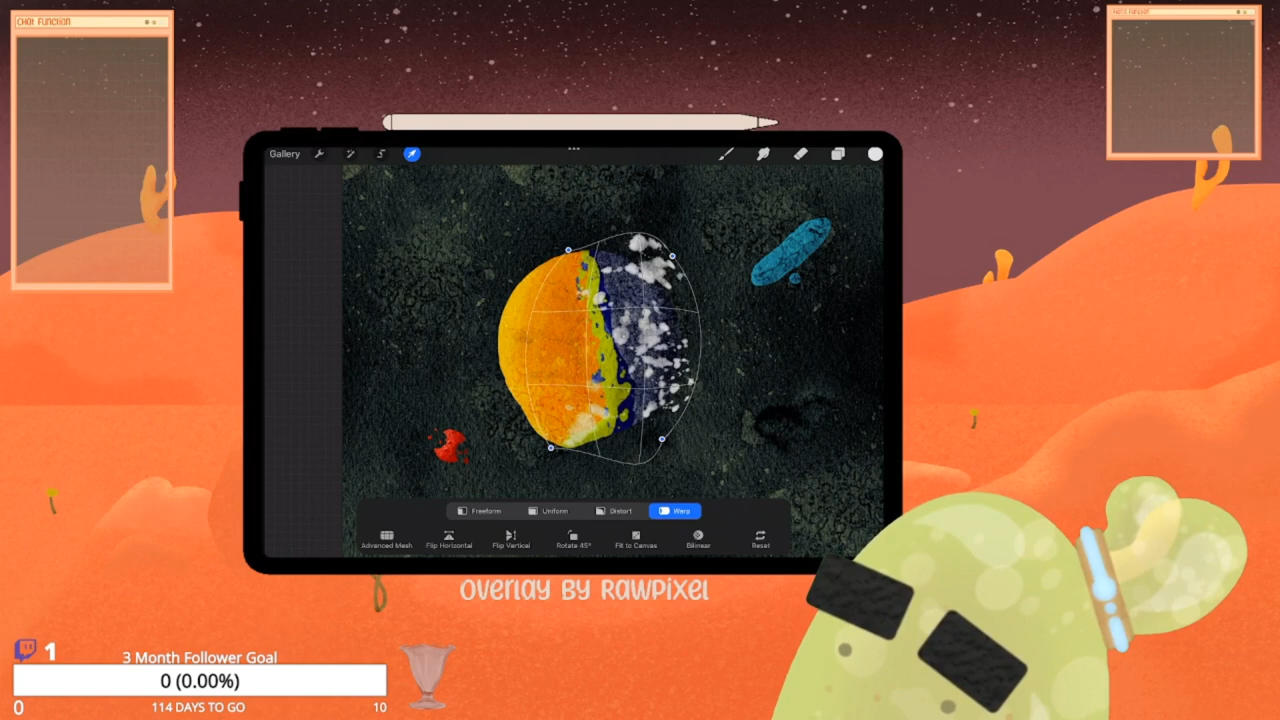 Chat Function
Gallery
Freeform
Uniform
Distort
Warp
Advanced Mesh
Flip Horizontal
Flip Vertical
Rotate 45°
Fit to Canvas
Bilinear
Reset
Overlay by Rawpixel
1
3 Month Follower Goal
0 (0.00%)
0
114 DAYS TO GO
10